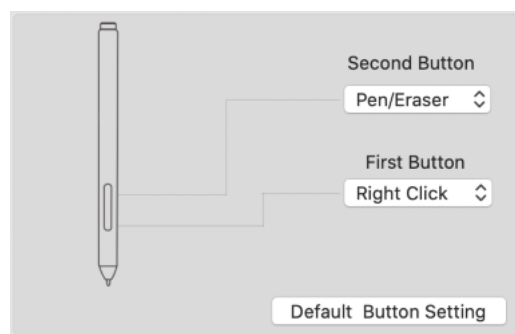 Second Button
Pen/Eraser
First Button
Right Click
Default Button Setting